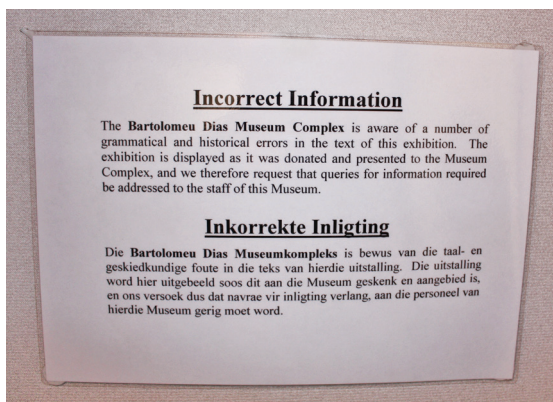 Incorrect Information
The Bartolomeu Dias Museum Complex is aware of a number of
grammatical and historical errors in the text of this exhibition. The
exhibition is displayed as it was donated and presented to the Museum
Complex, and we therefore request that queries for information required
be addressed to the staff of this Museum.
Inkorrekte Inligting
Die Bartolomeu Dias Museumkompleks is bewus van die taal- en
geskiedkundige foute in die teks van hierdie uitstalling. Die uitstalling
word hier uitgebeeld soos dit aan die Museum geskenk en aangebied is,
en ons versoek dus dat navrae vir inligting verlang, aan die personeel van
hierdie Museum gerig moet word.